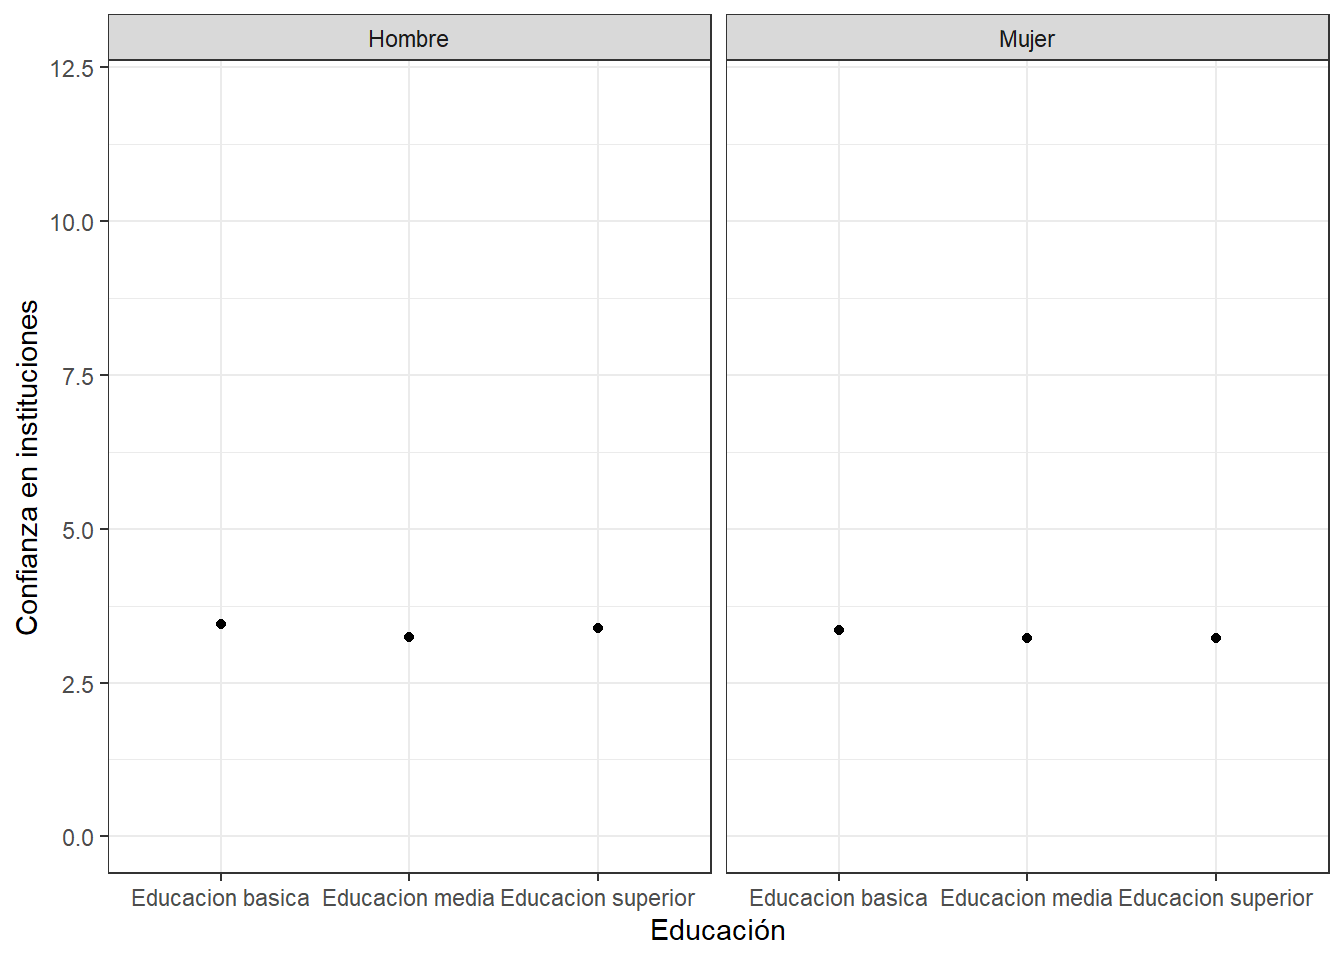 Hombre
Mujer
12.5
10.0
7.5
5.0
2.5
0.0
Confianza en instituciones
Educacion basica
Educacion media
Educacion superior
Educacion basica
Educacion media
Educacion superior
Educación